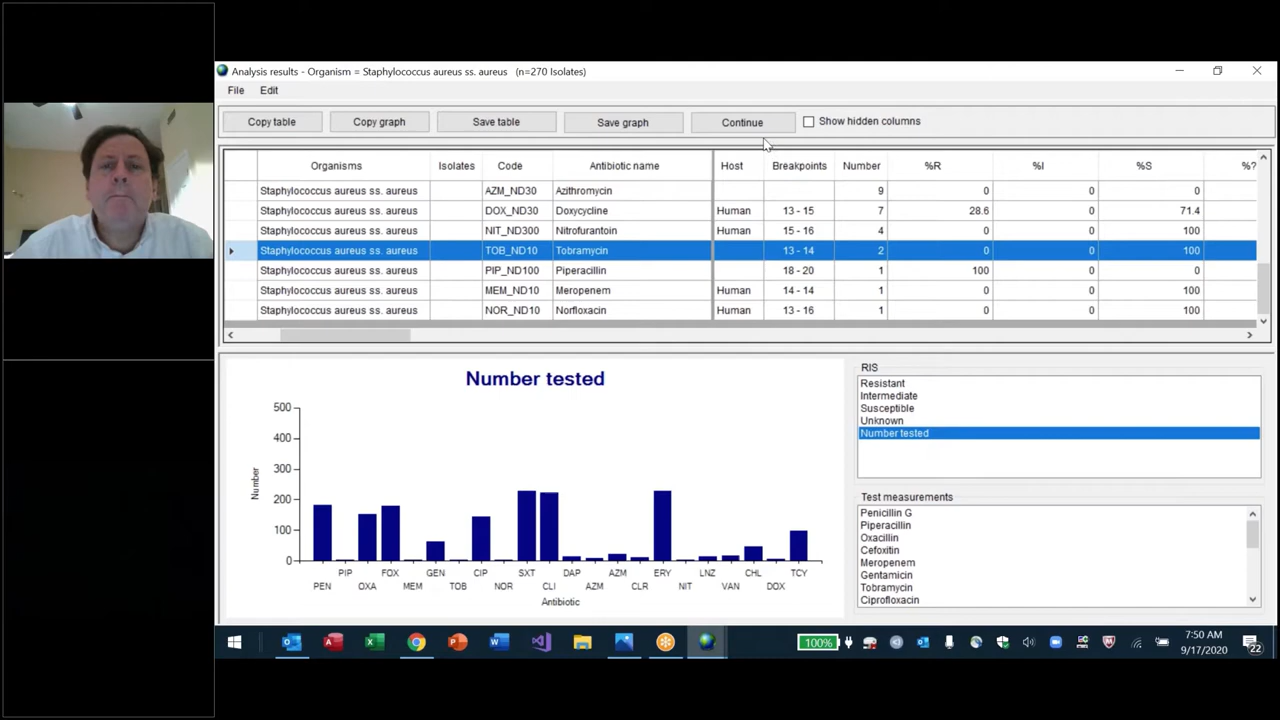 Analysis results - Organism = Staphylococcus aureus ss. aureus (n=270 Isolates)
File Edit
Copy table Copy graph Save table Save graph Continue Show hidden columns
Organisms Isolates Code Antibiotic name Host Breakpoints Number %R %I %S %?
Staphylococcus aureus ss. aureus AZM_ND30 Azithromycin 9 0 0 0
Staphylococcus aureus ss. aureus DOX_ND30 Doxycycline Human 13 - 15 7 28.6 0 71.4
Staphylococcus aureus ss. aureus NIT_ND300 Nitrofurantoin Human 15 - 16 4 0 0 100
Staphylococcus aureus ss. aureus TOB_ND10 Tobramycin 13 - 14 2 0 0 100
Staphylococcus aureus ss. aureus PIP_ND100 Piperacillin 18 - 20 1 100 0 0
Staphylococcus aureus ss. aureus MEM_ND10 Meropenem Human 14 - 14 1 0 0 100
Staphylococcus aureus ss. aureus NOR_ND10 Norfloxacin Human 13 - 16 1 0 0 100
Number tested
500
400
300
200
100
0
Number
PIP MEM TOB NOR CLI AZM CLR NIT VAN DOX
PEN OXA FOX GEN CIP SXT DAP AZM ERY LNZ CHL TCY
Antibiotic
RIS
Resistant
Intermediate
Susceptible
Unknown
Number tested
Test measurements
Penicillin G
Piperacillin
Oxacillin
Cefoxitin
Meropenem
Gentamicin
Tobramycin
Ciprofloxacin
100%
7:50 AM
9/17/2020
22